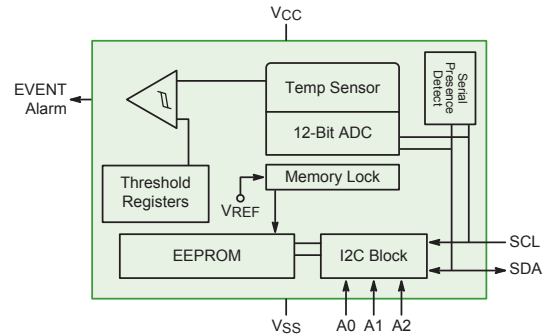 VCC
EVENT
Alarm
Temp Sensor
12-Bit ADC
Serial
Presence
Detect
Threshold
Registers
Memory Lock
VREF
EEPROM
I2C Block
SCL
SDA
VSS
A0 A1 A2